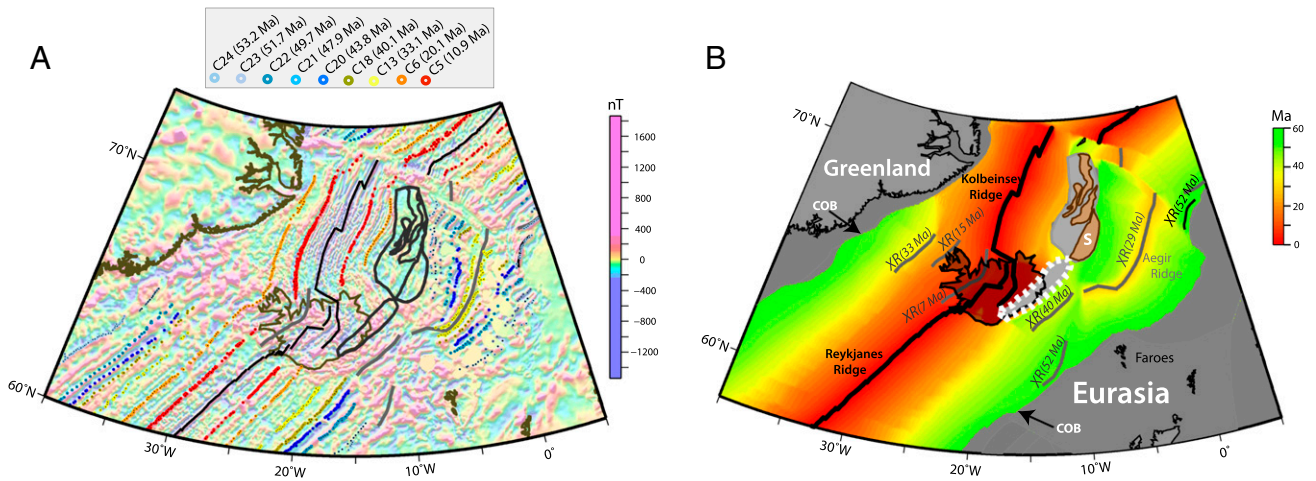 A
C24 (53.2 Ma)
C23 (51.7 Ma)
C22 (49.7 Ma)
C21 (47.9 Ma)
C20 (43.8 Ma)
C18 (40.1 Ma)
C13 (33.1 Ma)
C6 (20.1 Ma)
C5 (10.9 Ma)
70˚N
60˚N
30˚W
20˚W
10˚W
0˚
nT
1600
1200
800
400
0
−400
−800
−1200
B
70˚N
60˚N
30˚W
20˚W
10˚W
0˚
Greenland
COB
Kolbeinsey
Ridge
XR(33 Ma)
XR(15 Ma)
XR(7 Ma)
XR(40 Ma)
XR(29 Ma)
XR(52 Ma)
S
Aegir
Ridge
Reykjanes
Ridge
XR(52 Ma)
Faroes
Eurasia
COB
Ma
60
40
20
0